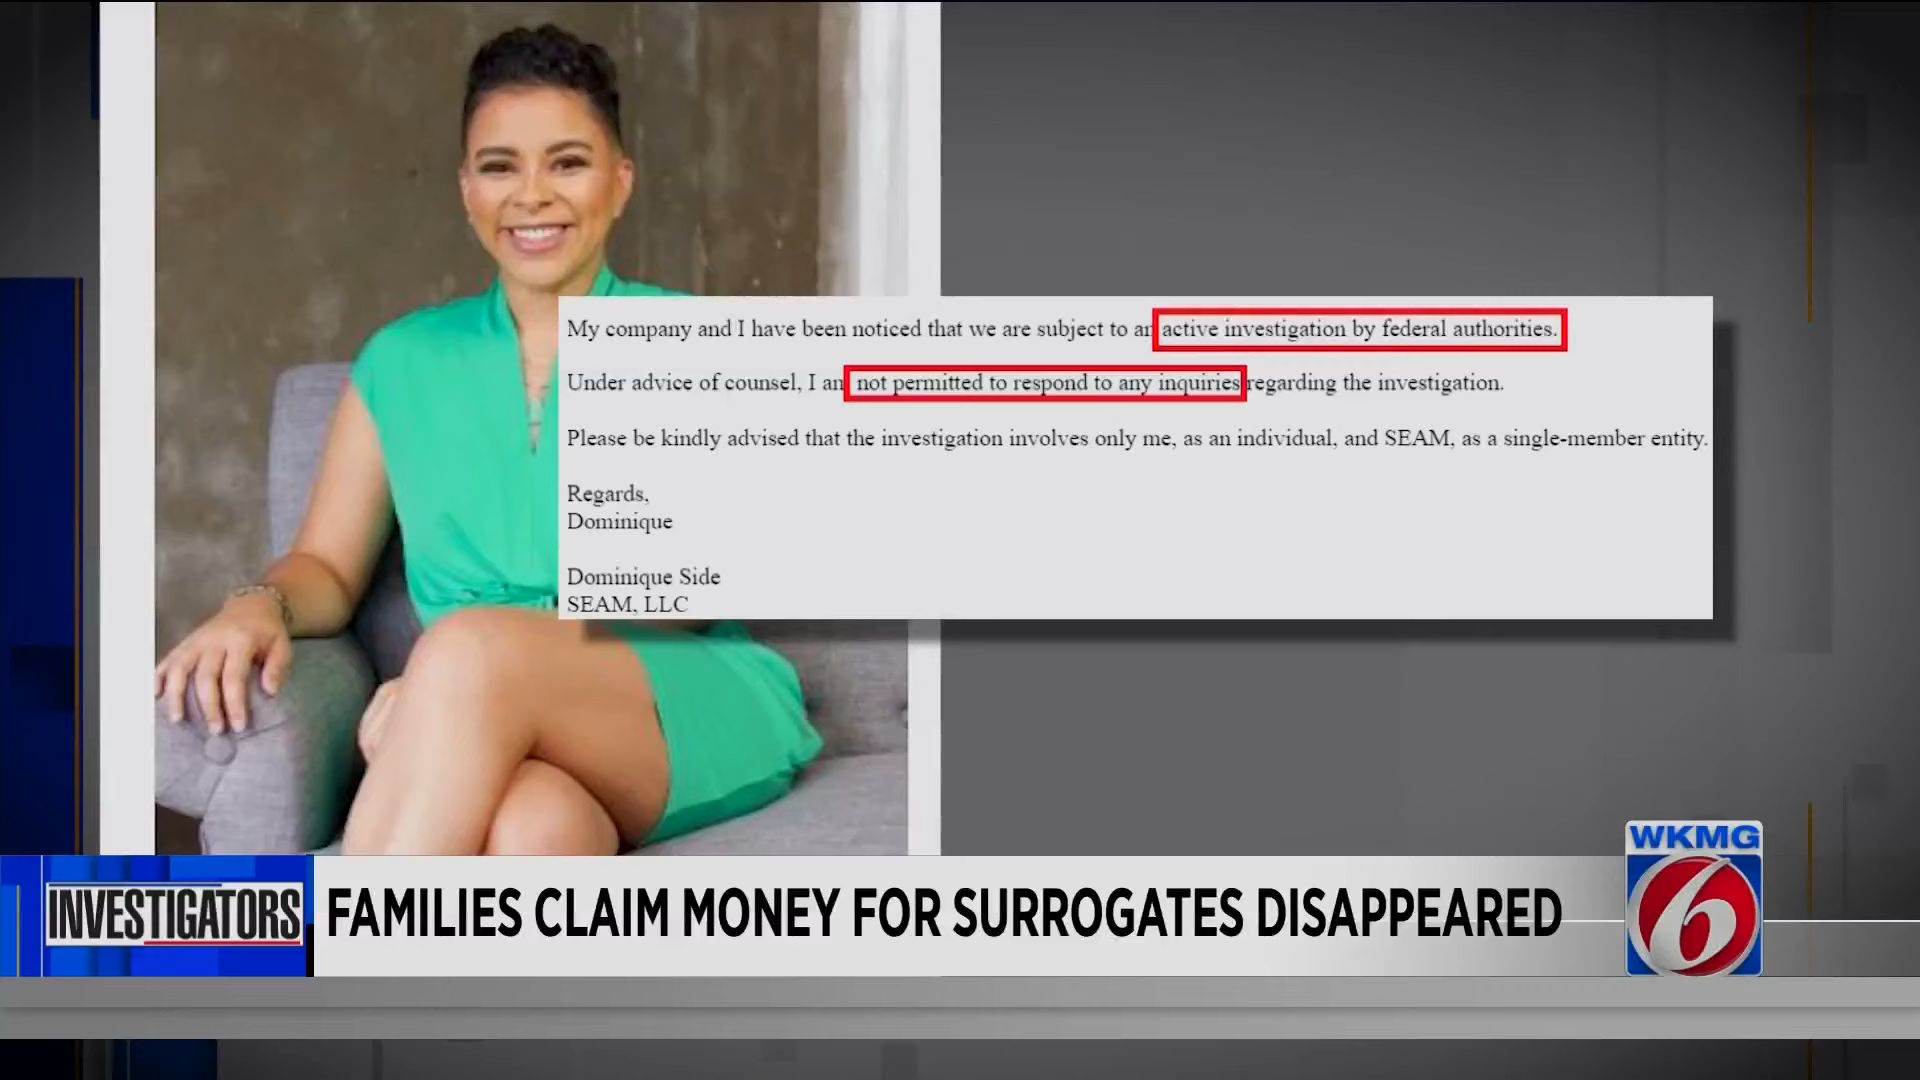 My company and I have been noticed that we are subject to an active investigation by federal authorities.
Under advice of counsel, I am not permitted to respond to any inquiries regarding the investigation.
Please be kindly advised that the investigation involves only me, as an individual, and SEAM, as a single-member entity.
Regards,
Dominique
Dominique Side
SEAM, LLC
INVESTIGATORS
FAMILIES CLAIM MONEY FOR SURROGATES DISAPPEARED
WKMG
6